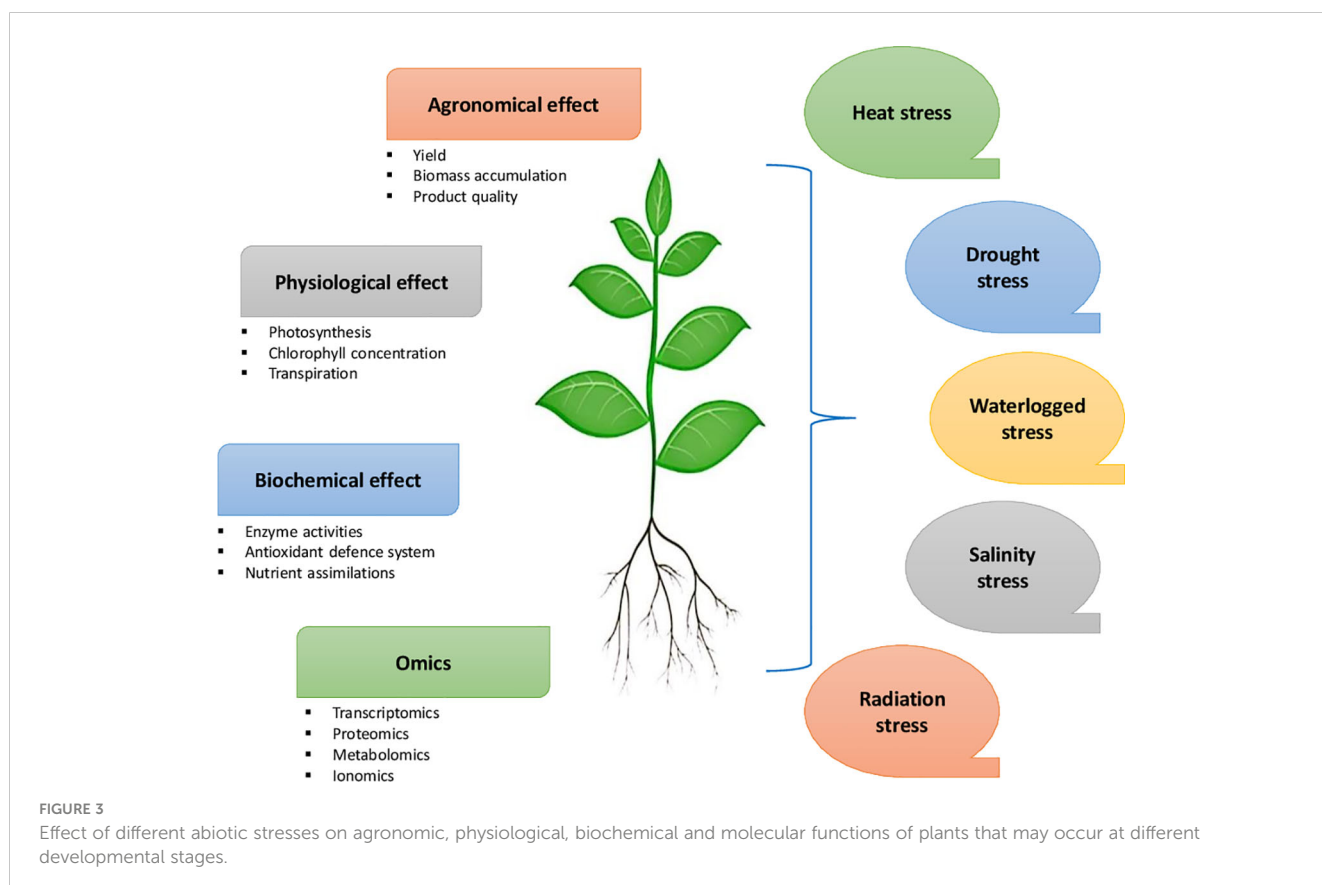 Agronomical effect
▪ Yield
▪ Biomass accumulation
▪ Product quality
Physiological effect
▪ Photosynthesis
▪ Chlorophyll concentration
▪ Transpiration
Biochemical effect
▪ Enzyme activities
▪ Antioxidant defence system
▪ Nutrient assimilations
Omics
▪ Transcriptomics
▪ Proteomics
▪ Metabolomics
▪ Ionomics
Heat stress
Drought
stress
Waterlogged
stress
Salinity
stress
Radiation
stress
FIGURE 3
Effect of different abiotic stresses on agronomic, physiological, biochemical and molecular functions of plants that may occur at different
developmental stages.